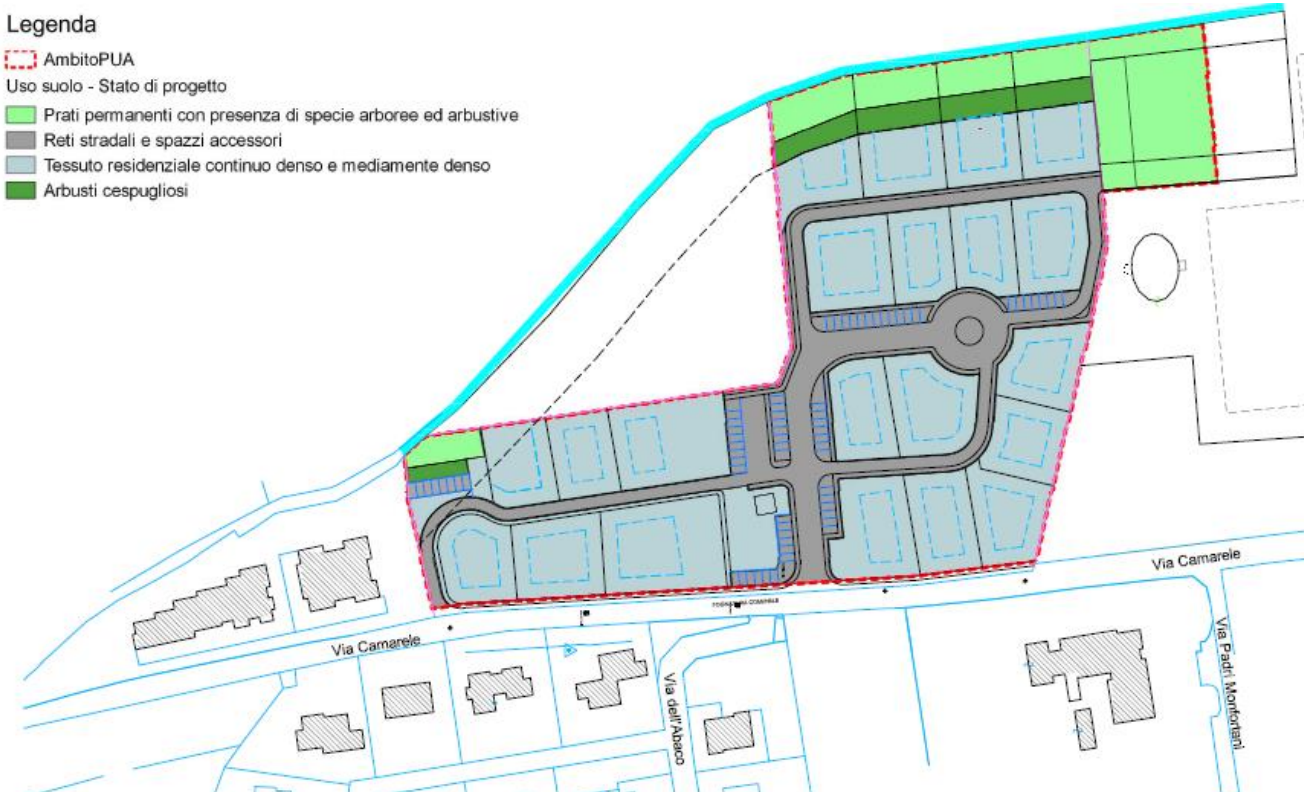 Legenda
AmbitoPUA
Uso suolo - Stato di progetto
Prati permanenti con presenza di specie arboree ed arbustive
Reti stradali e spazzi accessori
Tessuto residenziale continuo denso e mediamente denso
Arbusti cespugliosi
Via Camarele
Via Camarele
Via dell'Abaco
Via Padri Monfortani